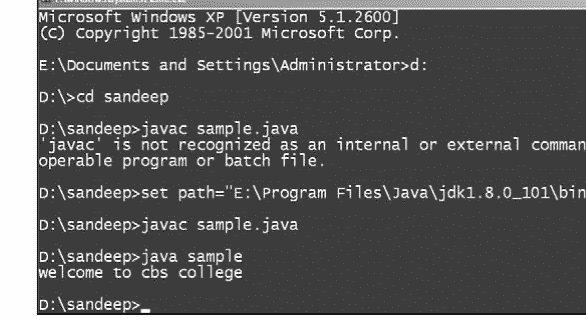 Microsoft Windows XP [Version 5.1.2600]
(C) Copyright 1985-2001 Microsoft Corp.
E:\Documents and Settings\Administrator>d:
D:\>cd sandeep
D:\sandeep>javac sample.java
'javac' is not recognized as an internal or external comman
operable program or batch file.
D:\sandeep>set path="E:\Program Files\Java\jdk1.8.0_101\bin
D:\sandeep>javac sample.java
D:\sandeep>java sample
welcome to cbs college
D:\sandeep>_